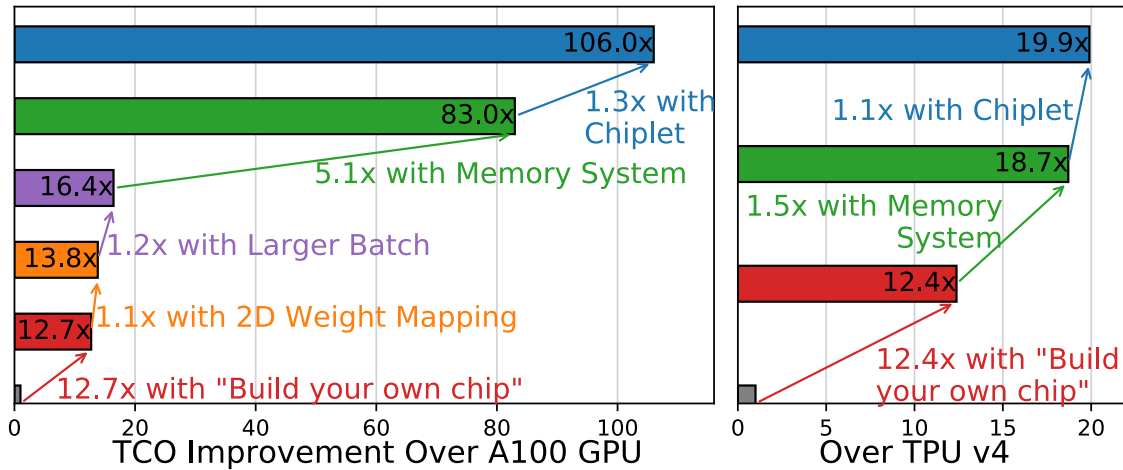 106.0x
1.3x with
Chiplet
83.0x
5.1x with Memory System
16.4x
1.2x with Larger Batch
13.8x
1.1x with 2D Weight Mapping
12.7x
12.7x with "Build your own chip"
0 20 40 60 80 100
TCO Improvement Over A100 GPU
19.9x
1.1x with Chiplet
18.7x
1.5x with Memory
System
12.4x
12.4x with "Build
your own chip"
0 5 10 15 20
Over TPU v4